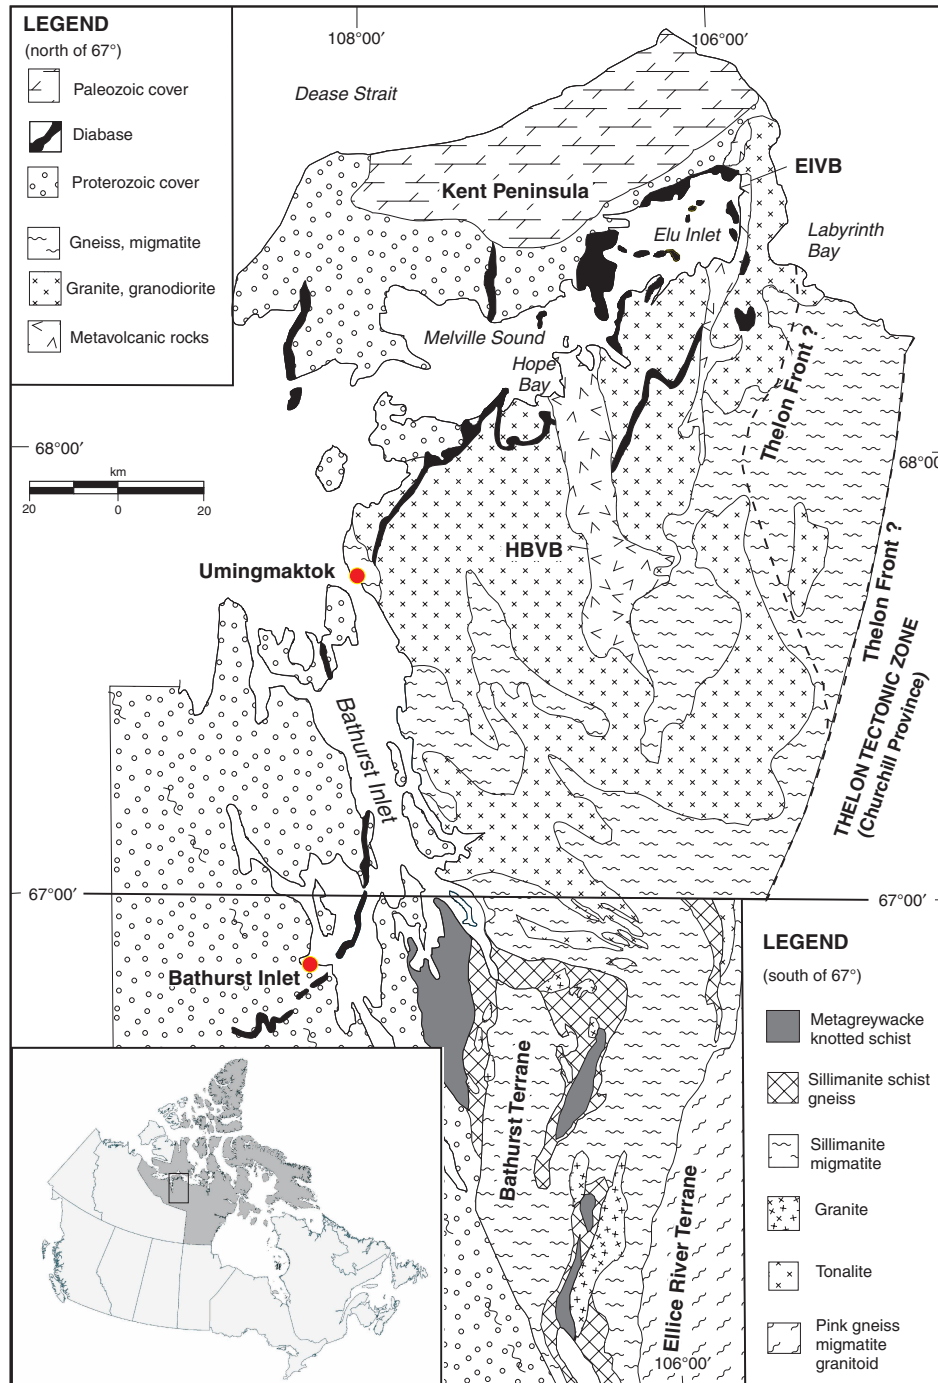 LEGEND
(north of 67°)
Paleozoic cover
Diabase
Proterozoic cover
Gneiss, migmatite
Granite, granodiorite
Metavolcanic rocks
108°00′
106°00′
Dease Strait
Kent Peninsula
EIVB
Elu Inlet
Labyrinth
Bay
Melville Sound
Hope
Bay
Thelon Front ?
68°00′
68°00′
km
20
0
20
HBVB
Umingmaktok
Thelon Front ?
THELON TECTONIC ZONE
(Churchill Province)
Bathurst Inlet
67°00′
67°00′
Bathurst Inlet
Bathurst Terrane
Ellice River Terrane
106°00′
LEGEND
(south of 67°)
Metagreywacke
knotted schist
Sillimanite schist
gneiss
Sillimanite
migmatite
Granite
Tonalite
Pink gneiss
migmatite
granitoid